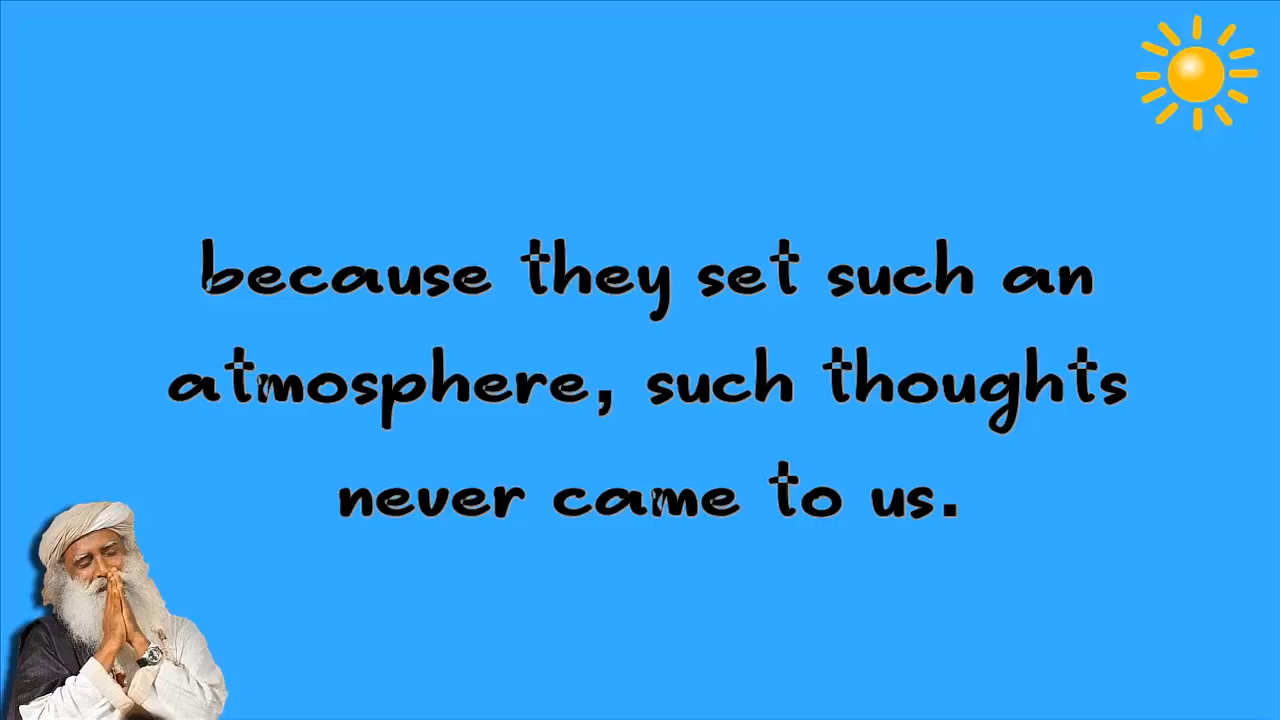 because they set such an
atmosphere, such thoughts
never came to us.